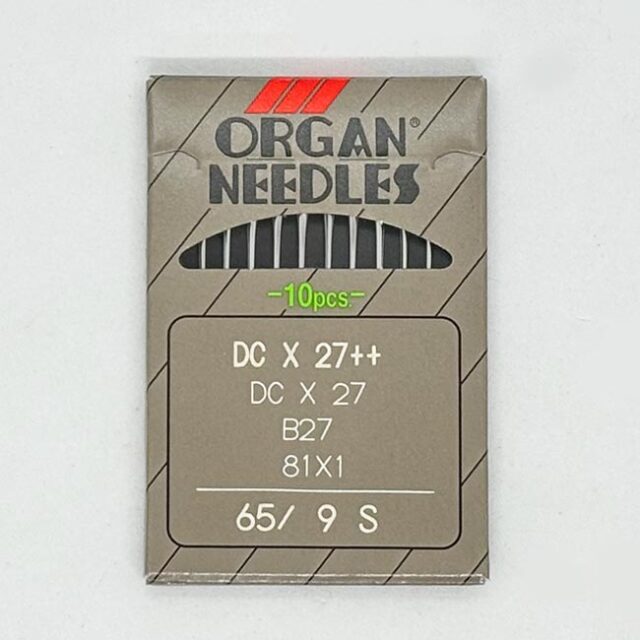 ORGAN®
NEEDLES
-10pcs-
DC X 27++
DC X 27
B27
81X1
65/ 9 S